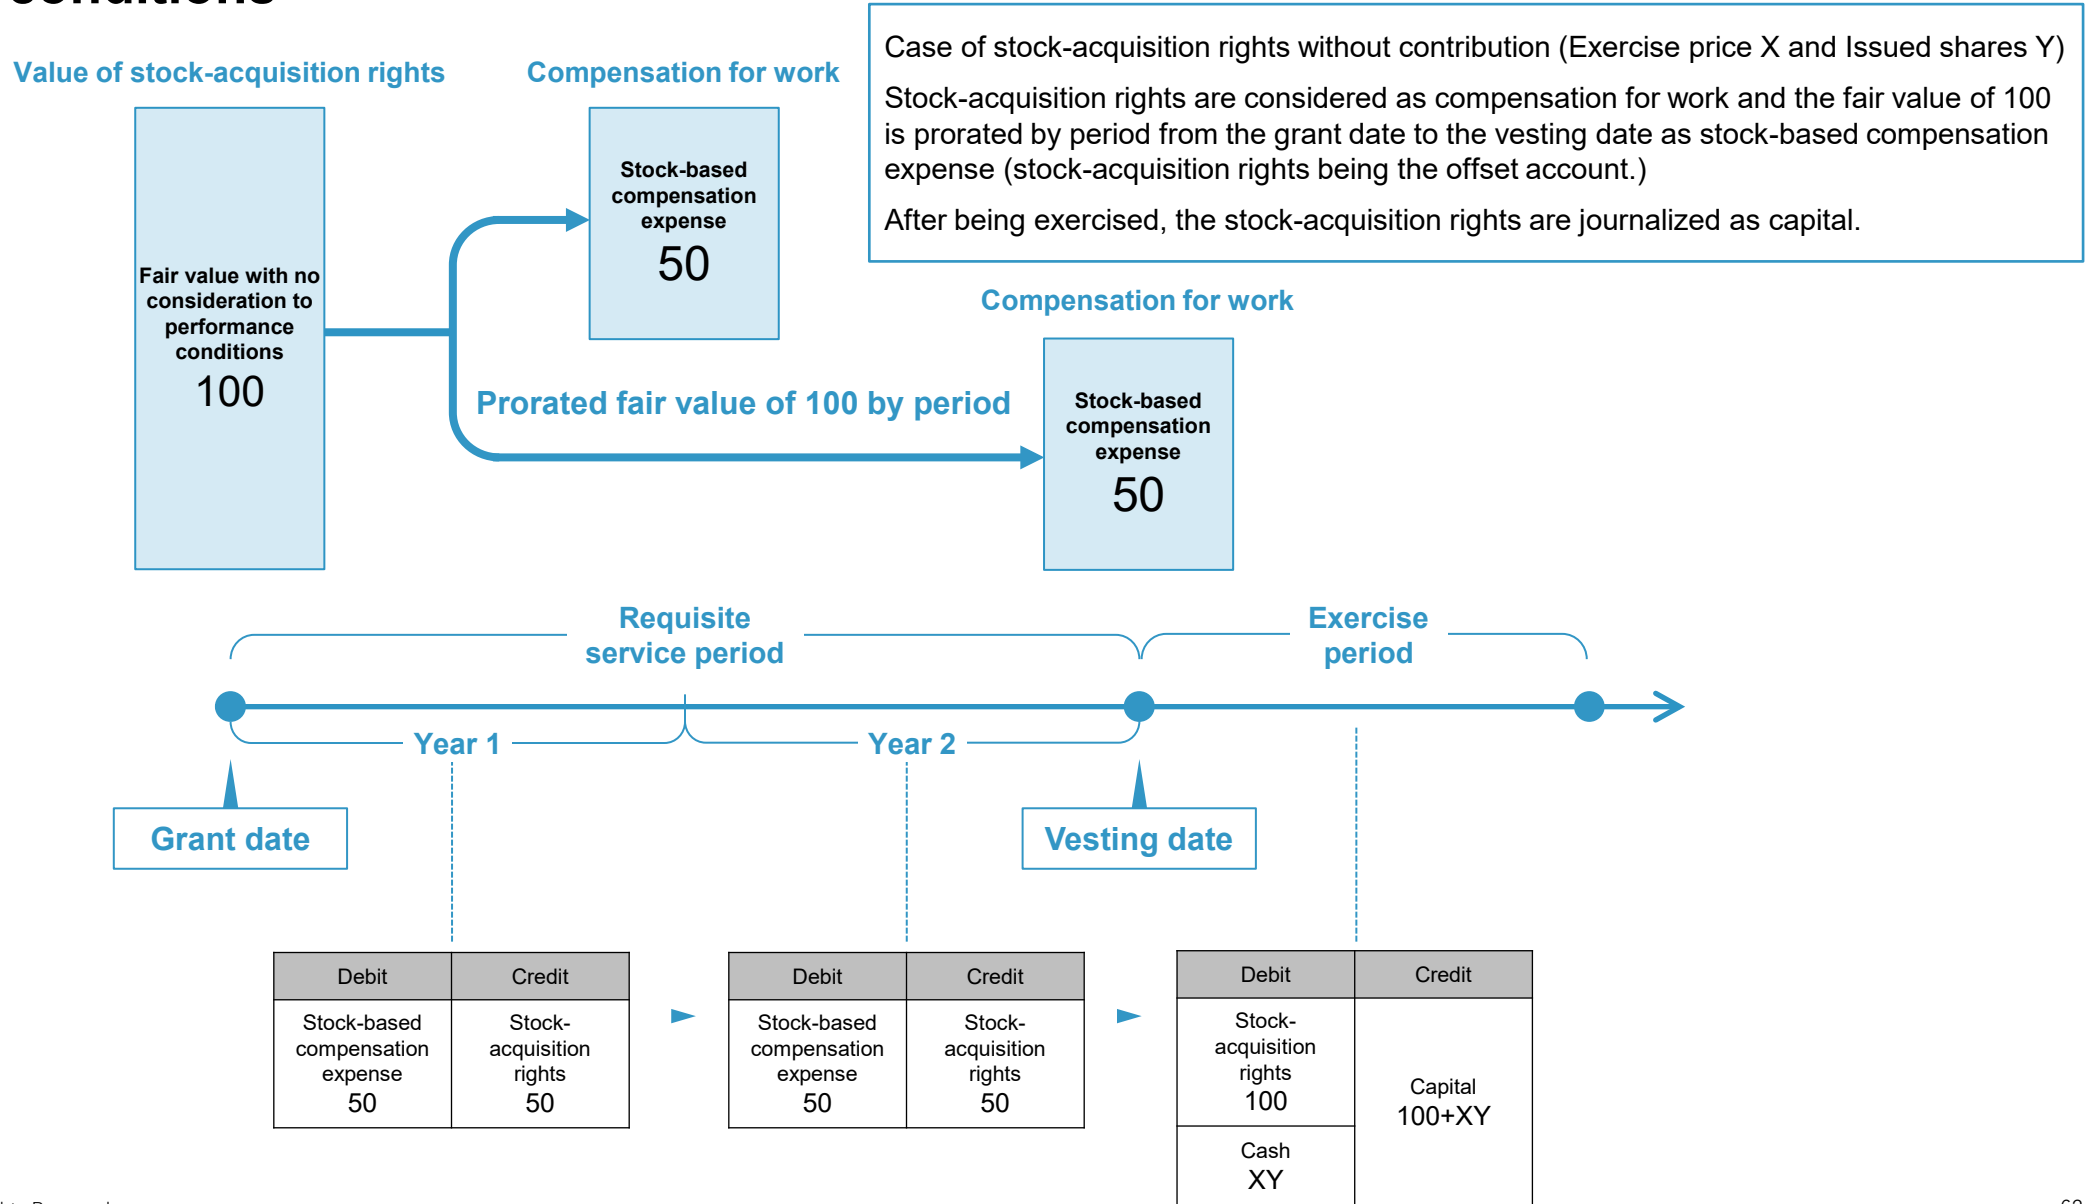 Value of stock-acquisition rights
Compensation for work
Case of stock-acquisition rights without contribution (Exercise price X and Issued shares Y)
Stock-acquisition rights are considered as compensation for work and the fair value of 100
is prorated by period from the grant date to the vesting date as stock-based compensation
expense (stock-acquisition rights being the offset account.)
After being exercised, the stock-acquisition rights are journalized as capital.
Fair value with no
consideration to
performance
conditions
100
Stock-based
compensation
expense
50
Compensation for work
Prorated fair value of 100 by period
Stock-based
compensation
expense
50
Requisite
service period
Exercise
period
Year 1
Year 2
Grant date
Vesting date
Debit
Credit
Stock-based
compensation
expense
50
Stock-
acquisition
rights
50
Debit
Credit
Stock-based
compensation
expense
50
Stock-
acquisition
rights
50
Debit
Credit
Stock-
acquisition
rights
100
Cash
XY
Capital
100+XY